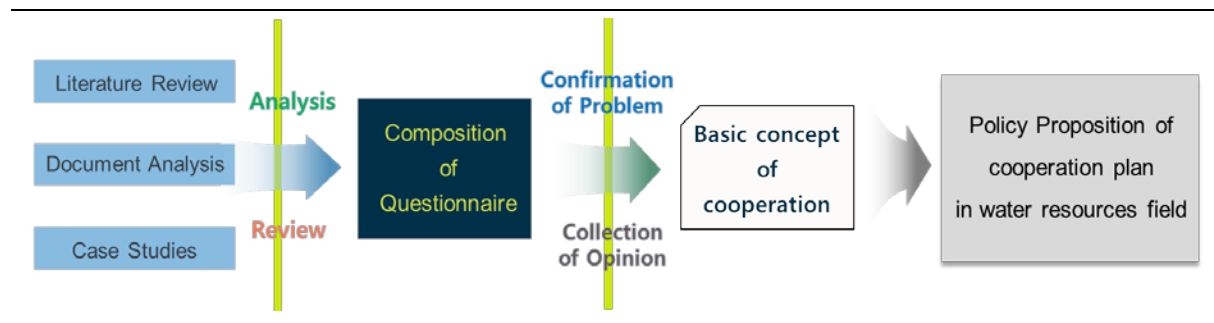 Literature Review
Document Analysis
Case Studies
Analysis
Review
Composition
of
Questionnaire
Confirmation
of Problem
Collection
of Opinion
Basic concept
of
cooperation
Policy Proposition of
cooperation plan
in water resources field